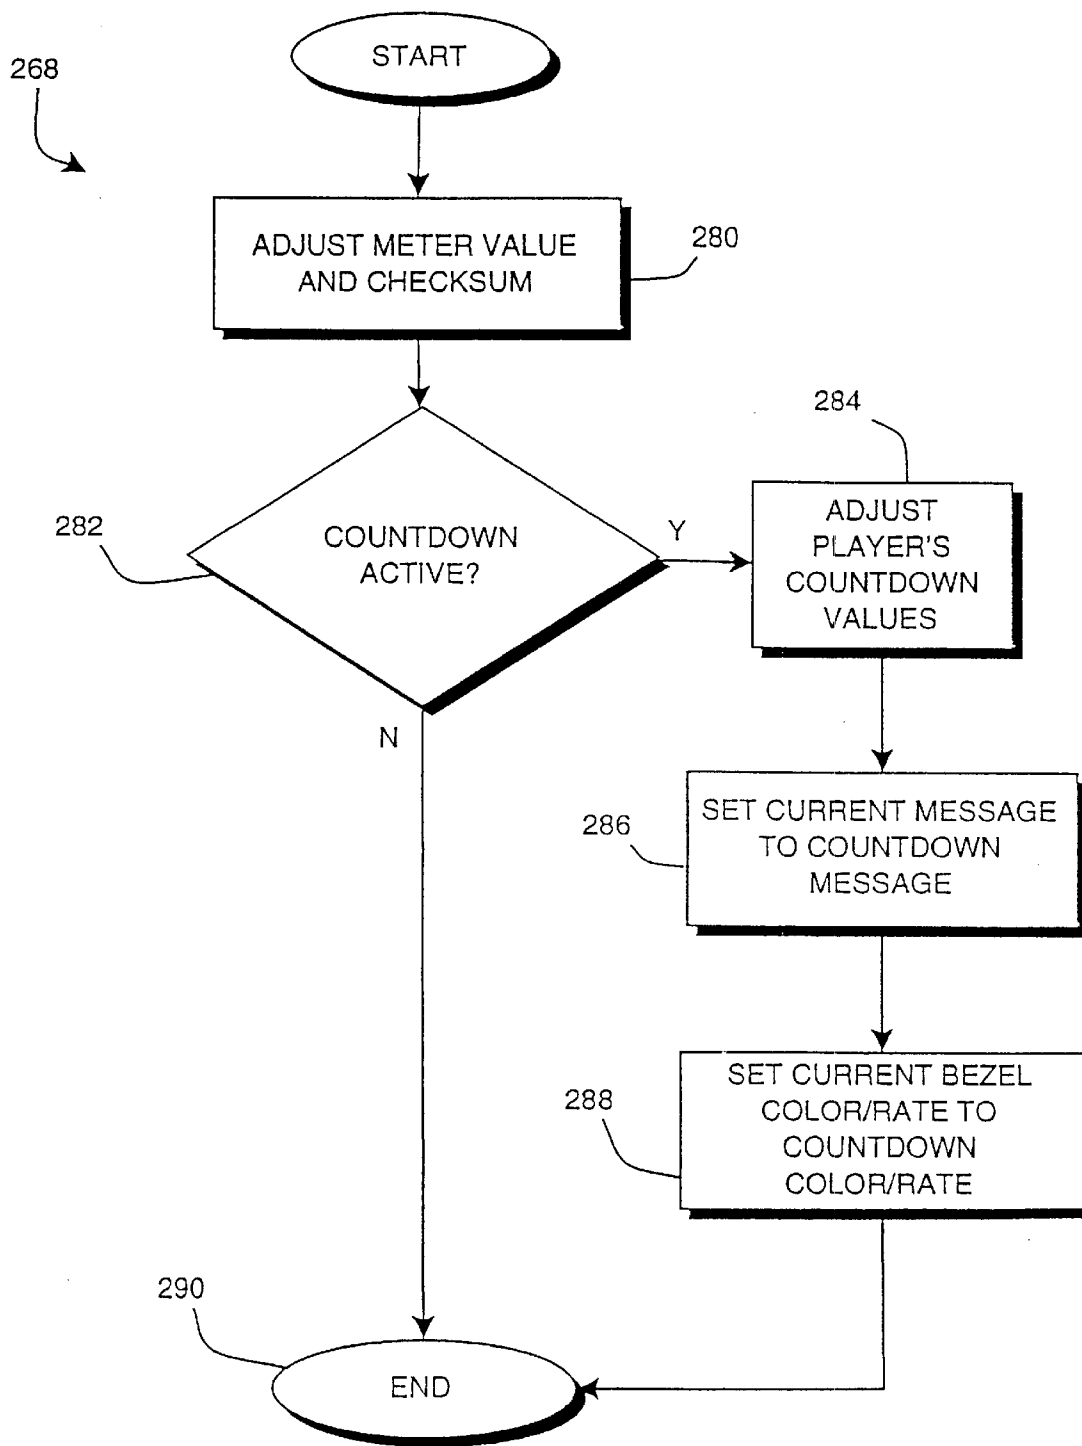 START
268
ADJUST METER VALUE
AND CHECKSUM
280
284
282
COUNTDOWN
ACTIVE?
Y
ADJUST
PLAYER'S
COUNTDOWN
VALUES
N
286
SET CURRENT MESSAGE
TO COUNTDOWN
MESSAGE
288
SET CURRENT BEZEL
COLOR/RATE TO
COUNTDOWN
COLOR/RATE
290
END